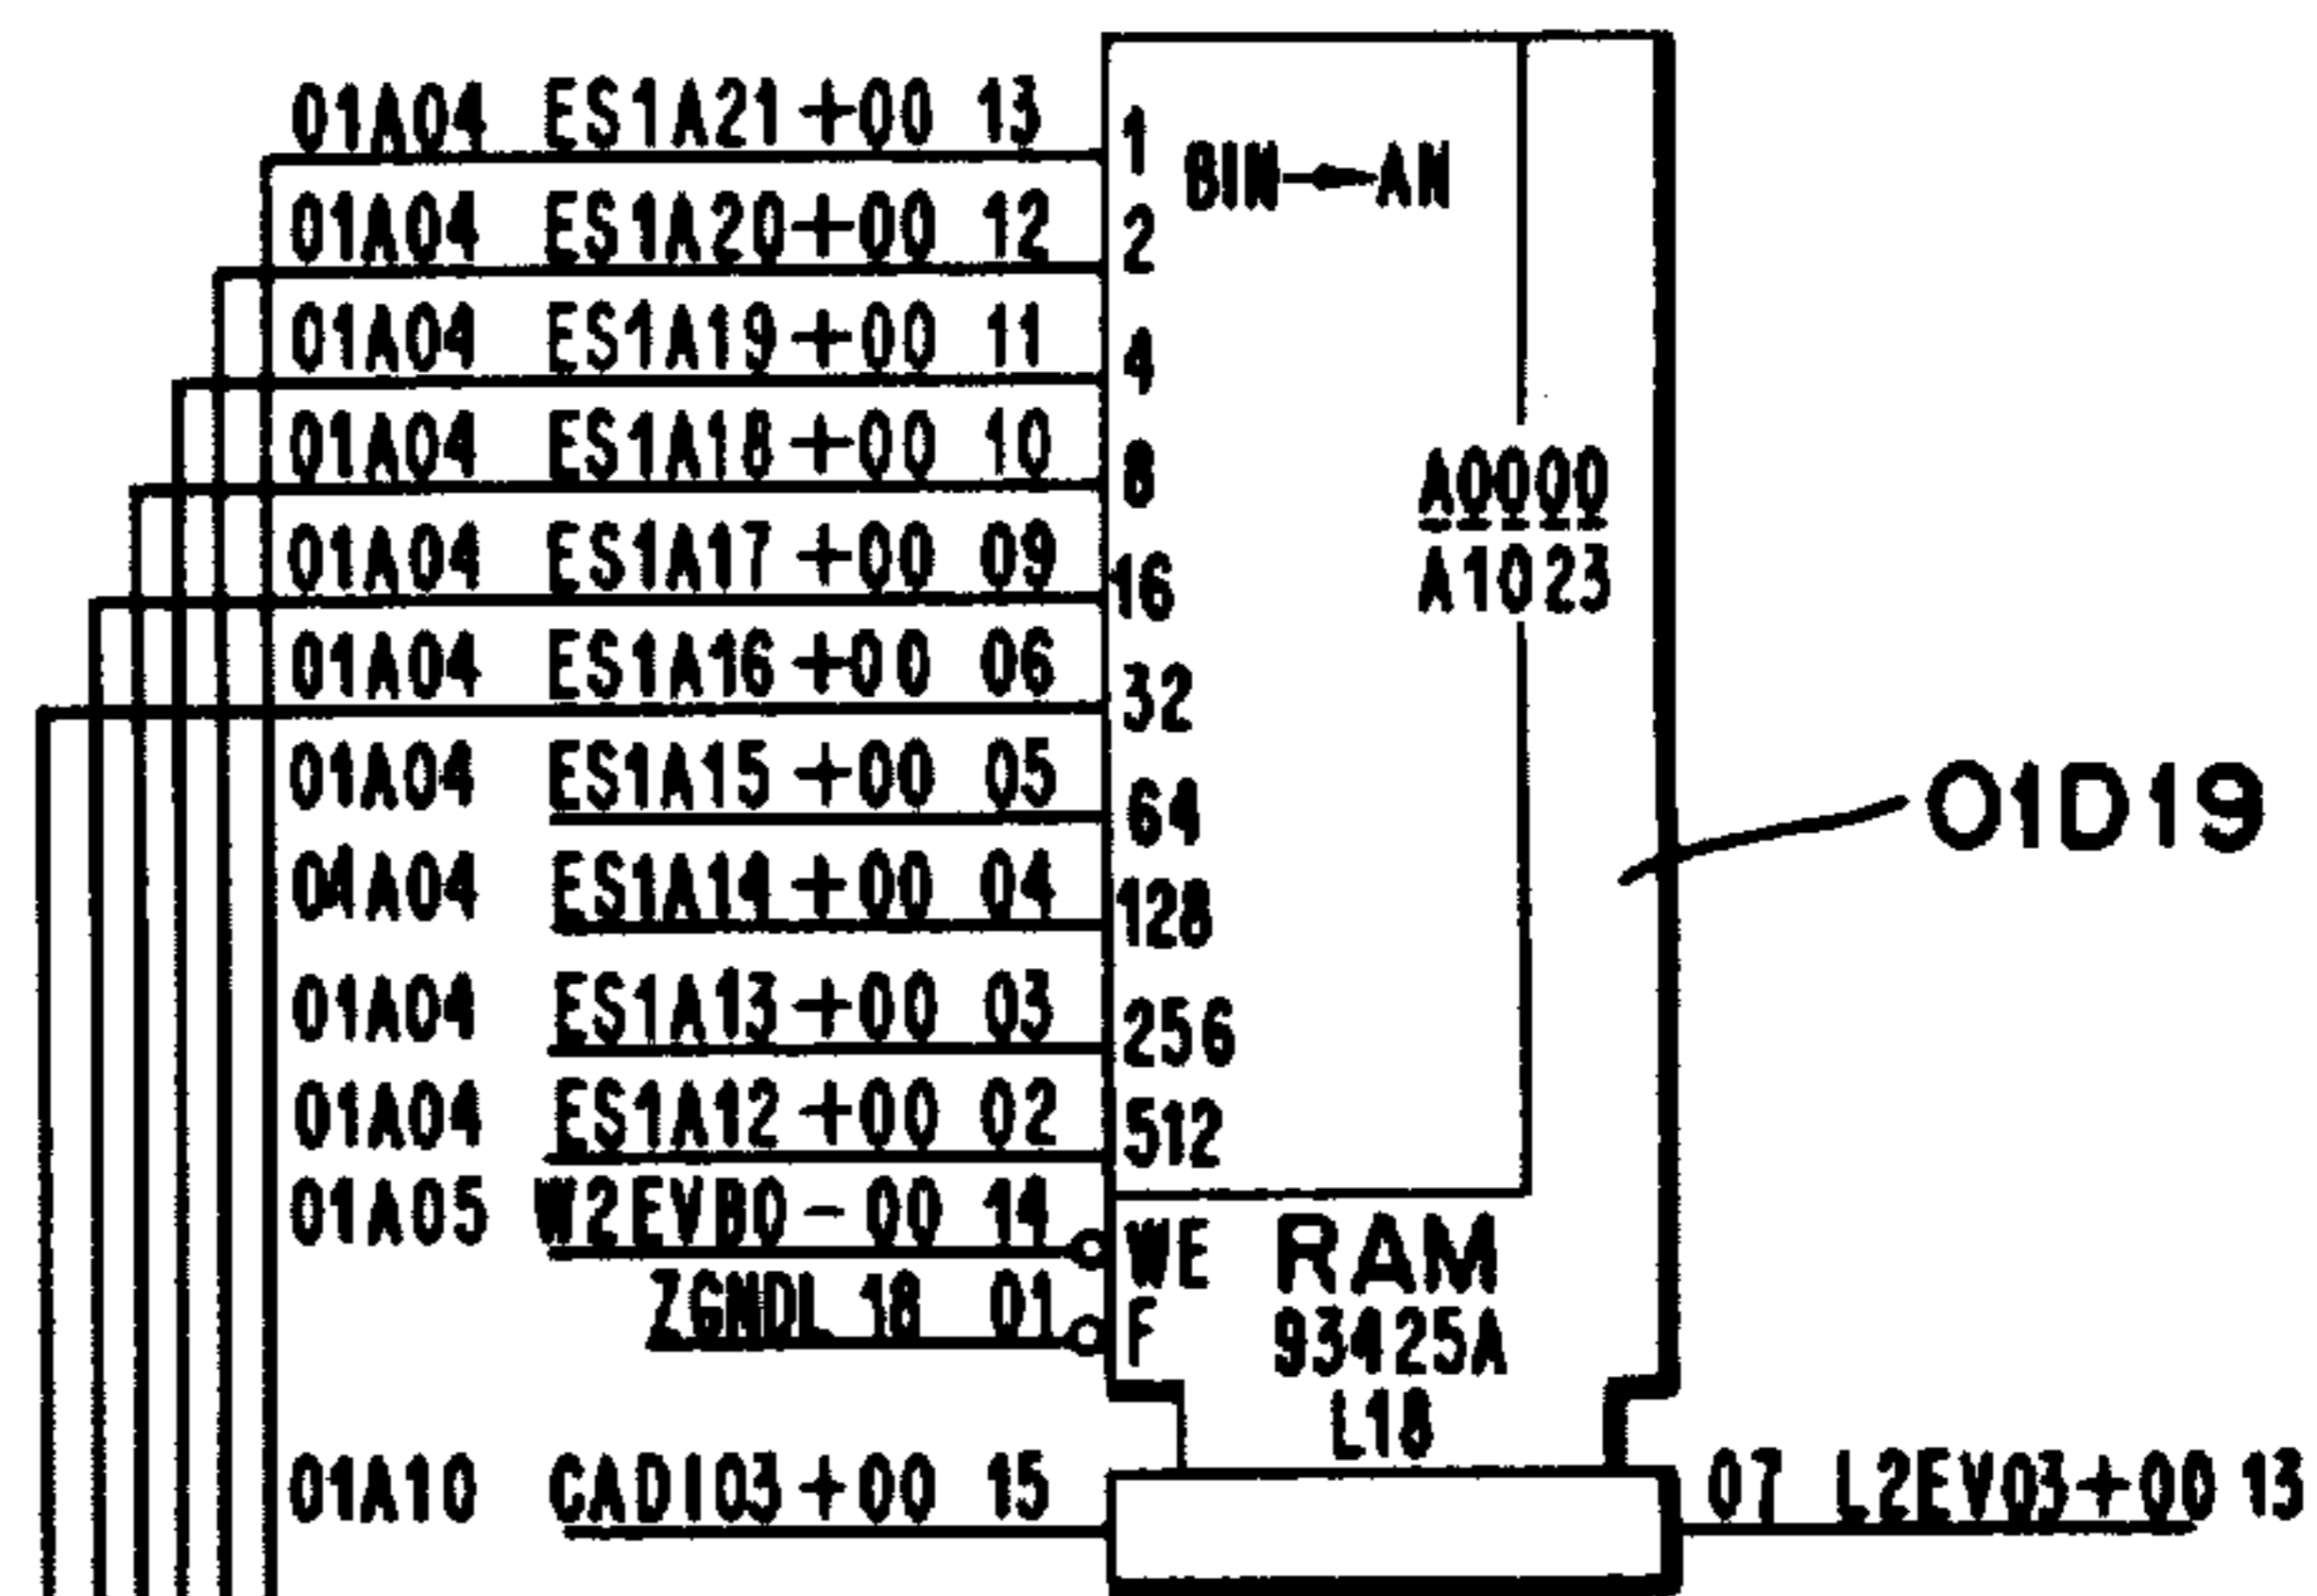 01A04 ES1A21+00 13 1 BIN AN
01A04 ES1A20+00 12 2
01A04 ES1A19+00 11 4
01A04 ES1A18+00 10 8
A0000
01A04 ES1A17+00 09 16 A1023
01A04 ES1A16+00 06 32
01A04 ES1A15+00 05 64
01D19
01A04 ES1A14+00 04 128
01A04 ES1A13+00 03 256
01A04 ES1A12+00 02 512
01A05 W2EVB0-00 14 WE RAM
ZGNDL 18 01 F 93425A
L18
01A10 CADI03+00 15 07 L2EV03+00 13